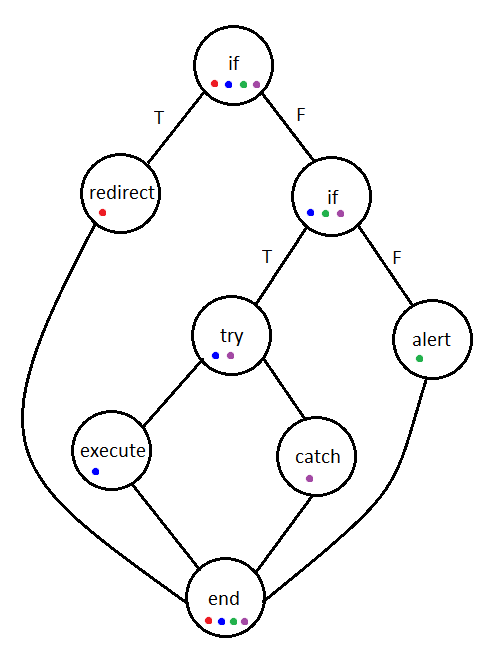 if
T
F
redirect
if
T
F
try
alert
execute
catch
end